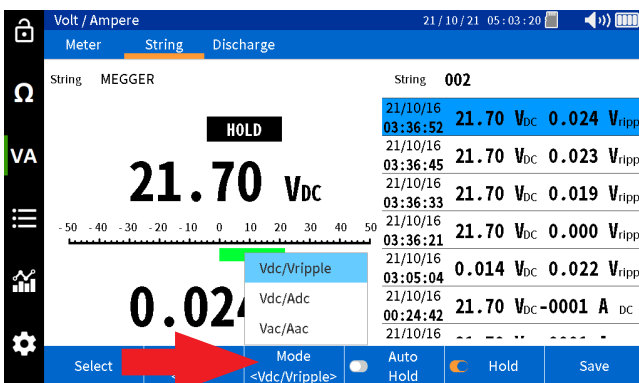 Volt / Ampere
21/10/21 05:03:20
Meter String Discharge
String MEGGER
String 002
Ω
VA
HOLD
21.70 VDC
-50 -40 -30 -20 -10 0 10 20 30 40 50
0.024
Vdc/Vripple
Vdc/Adc
Vac/Aac
21/10/16
03:36:52 21.70 VDC 0.024 Vripp
21/10/16
03:36:45 21.70 VDC 0.023 Vripp
21/10/16
03:36:33 21.70 VDC 0.019 Vripp
21/10/16
03:36:21 21.70 VDC 0.000 Vripp
21/10/16
03:05:04 0.014 VDC 0.022 Vripp
21/10/16
00:24:42 21.70 VDC-0001 A DC
21/10/16
Select
Mode
<Vdc/Vripple>
Auto
Hold
Hold
Save